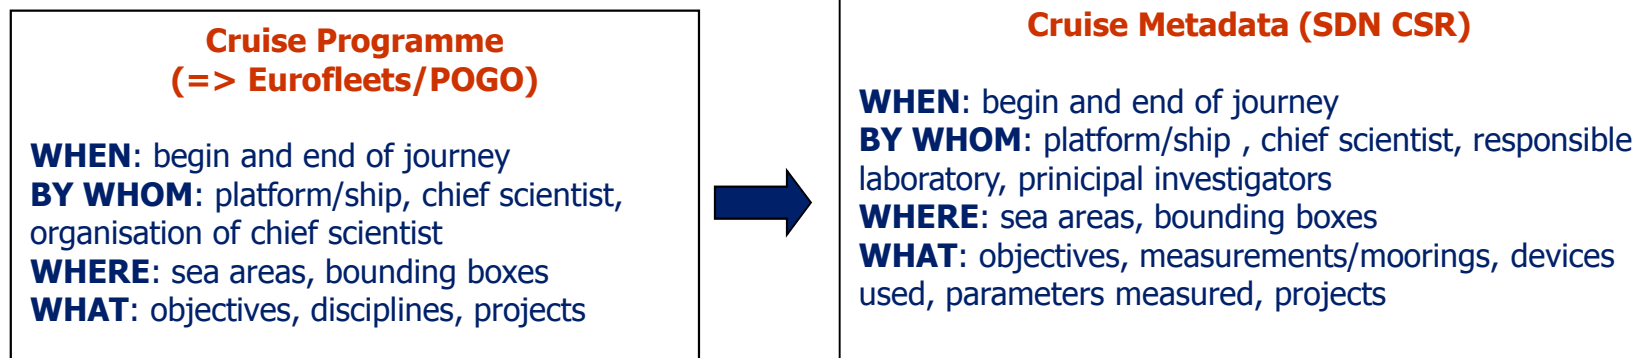 Cruise Programme
(=> Eurofleets/POGO)
WHEN: begin and end of journey
BY WHOM: platform/ship, chief scientist,
organisation of chief scientist
WHERE: sea areas, bounding boxes
WHAT: objectives, disciplines, projects
Cruise Metadata (SDN CSR)
WHEN: begin and end of journey
BY WHOM: platform/ship , chief scientist, responsible
laboratory, prinicipal investigators
WHERE: sea areas, bounding boxes
WHAT: objectives, measurements/moorings, devices
used, parameters measured, projects